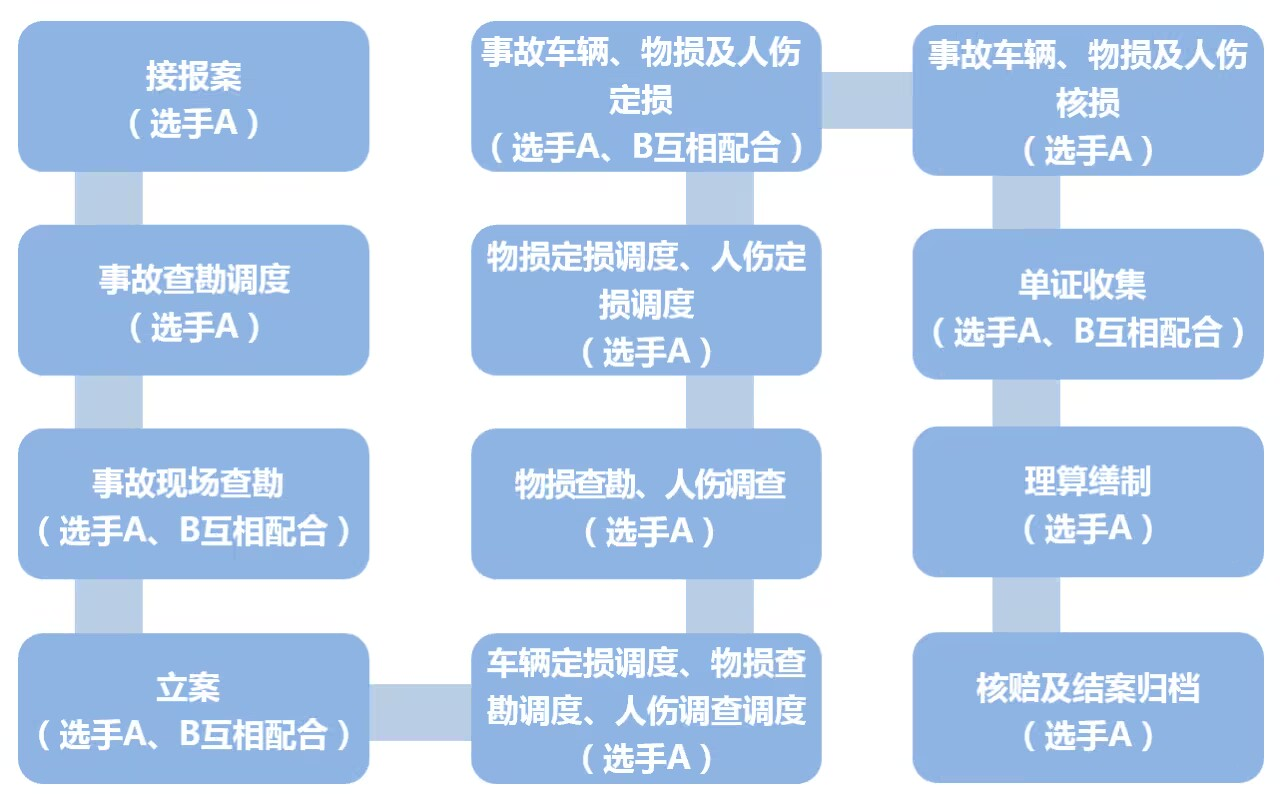 接报案
（选手A）
事故查勘调度
（选手A）
事故现场查勘
（选手A、B互相配合）
立案
（选手A、B互相配合）
车辆定损调度、物损查
勘调度、人伤调查调度
（选手A）
物损查勘、人伤调查
（选手A）
物损定损调度、人伤定
损调度
（选手A）
事故车辆、物损及人伤
定损
（选手A、B互相配合）
事故车辆、物损及人伤
核损
（选手A）
单证收集
（选手A、B互相配合）
理算缮制
（选手A）
核赔及结案归档
（选手A）